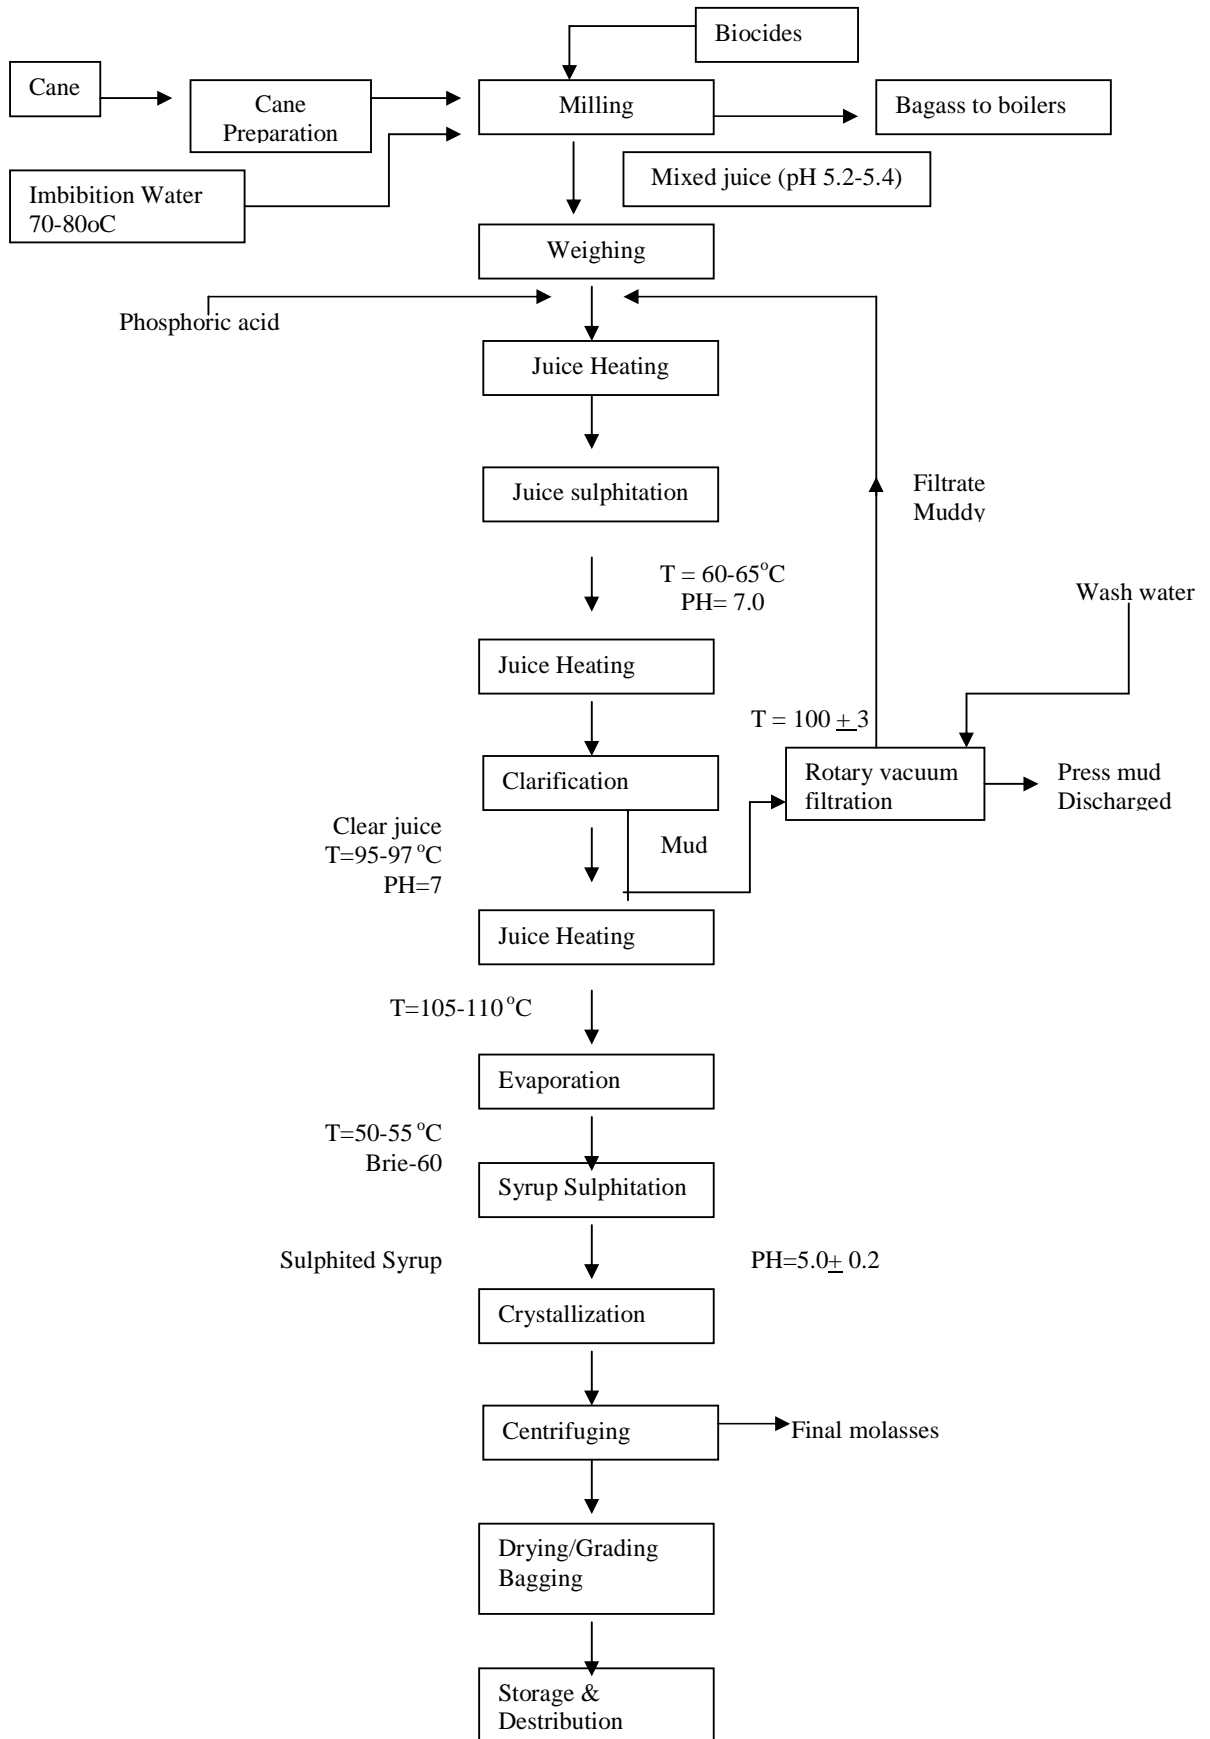 Biocides
Cane
Cane
Preparation
Milling
Bagass to boilers
Mixed juice (pH 5.2-5.4)
Imbibition Water
70-80oC
Weighing
Phosphoric acid
Juice Heating
Juice sulphitation
Filtrate
Muddy
T = 60-65°C
PH= 7.0
Wash water
Juice Heating
T = 100 ± 3
Clarification
Rotary vacuum
filtration
Press mud
Discharged
Clear juice
T=95-97 °C
PH=7
Mud
Juice Heating
T=105-110 °C
Evaporation
T=50-55 °C
Brie-60
Syrup Sulphitation
Sulphited Syrup
PH=5.0± 0.2
Crystallization
Centrifuging
Final molasses
Drying/Grading
Bagging
Storage &
Destribution